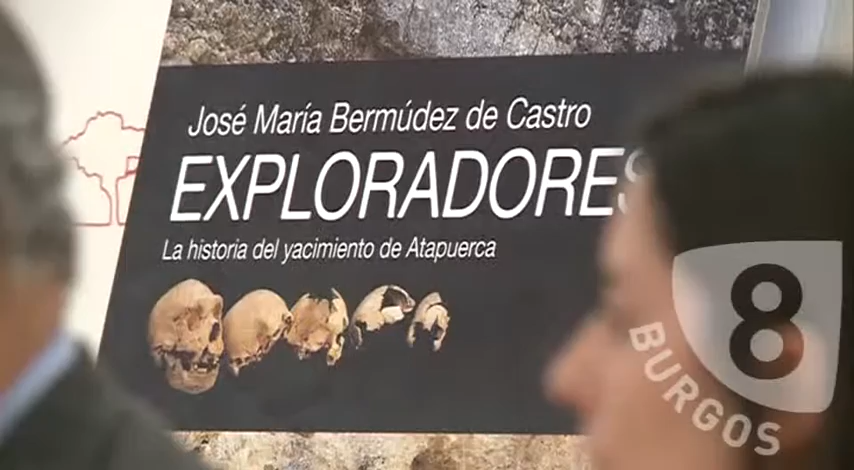 José María Bermúdez de Castro
EXPLORADORES
La historia del yacimiento de Atapuerca
8
BURGOS